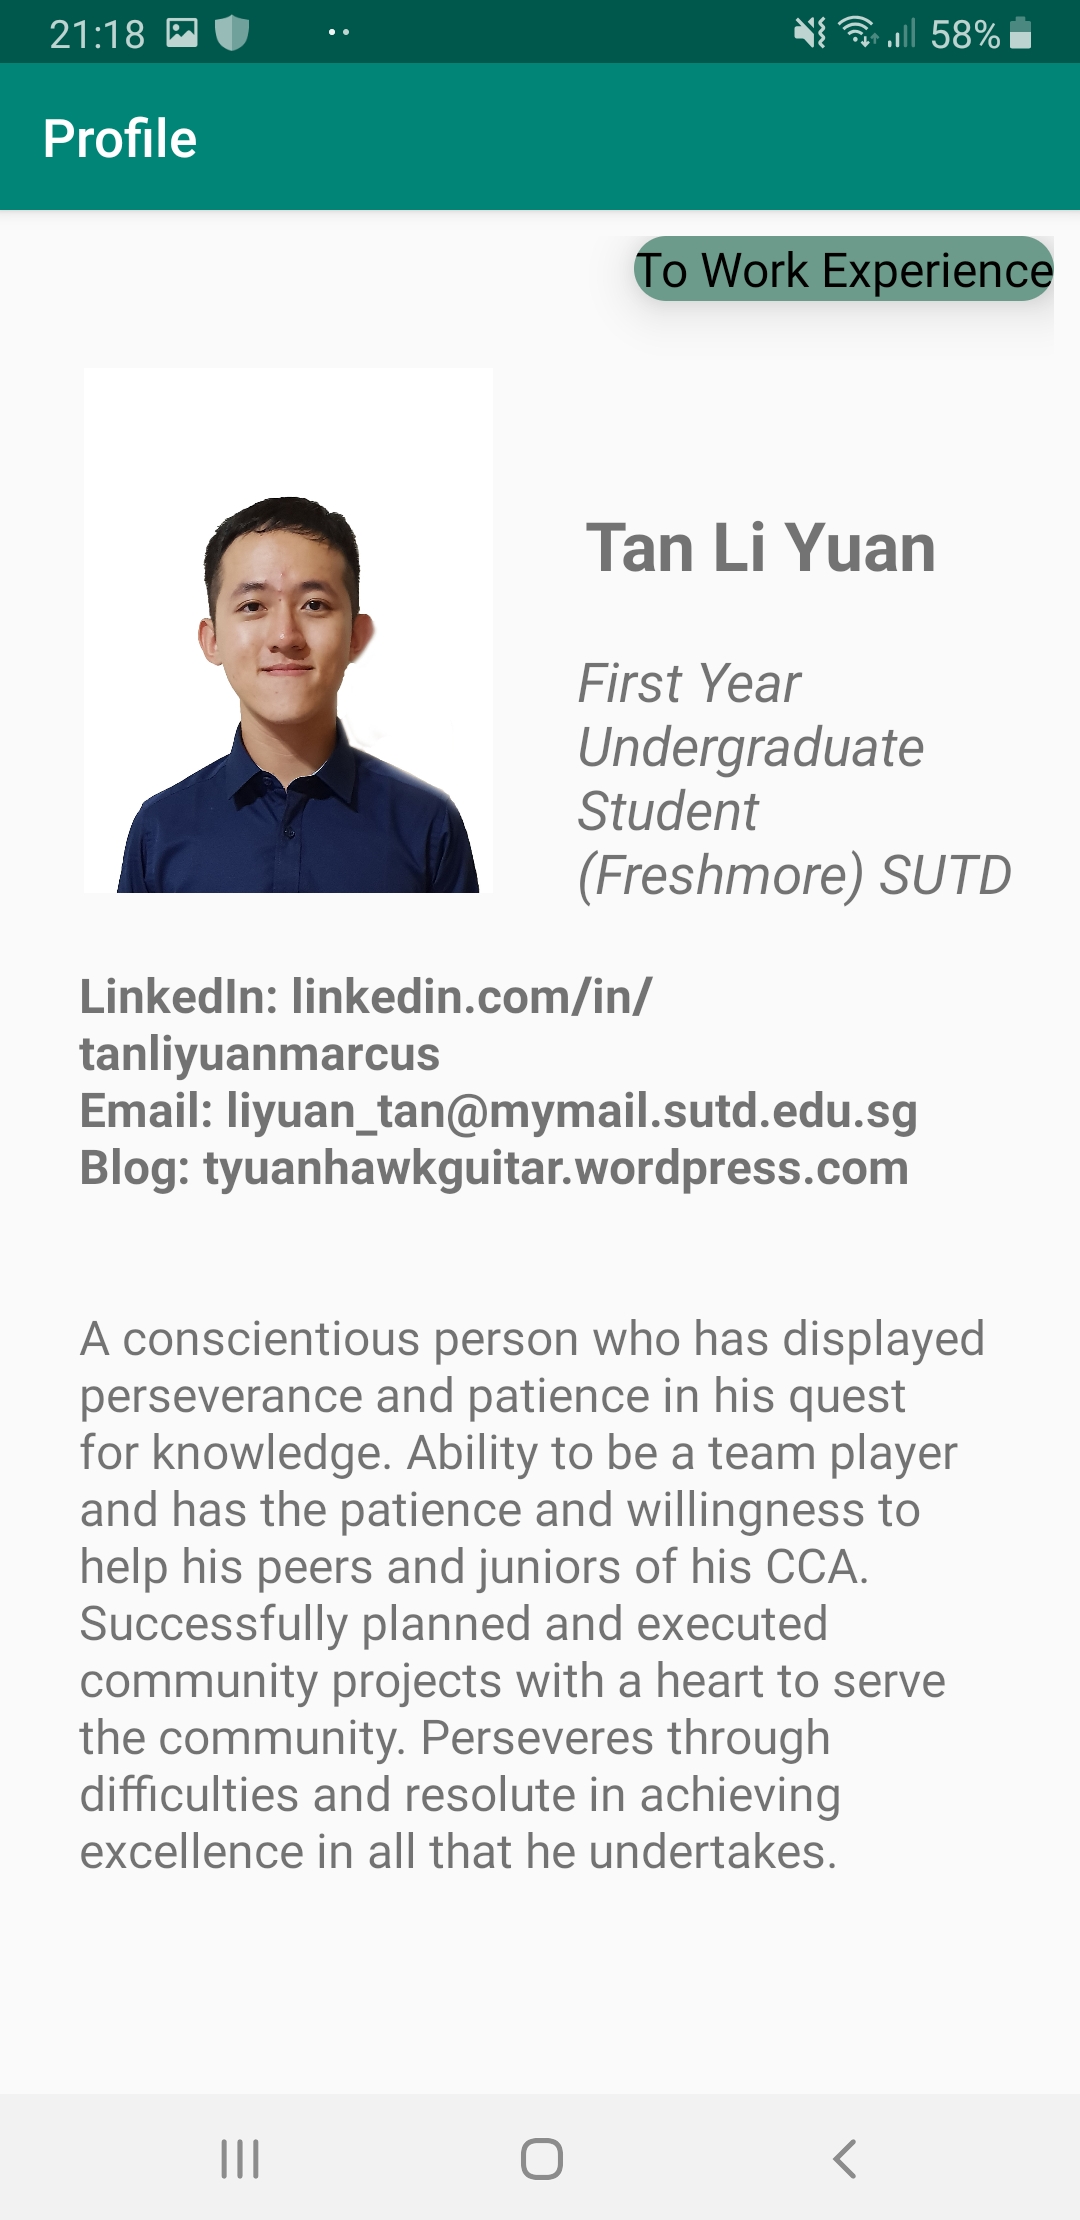 21:18
58%
Profile
To Work Experience
Tan Li Yuan
First Year
Undergraduate
Student
(Freshmore) SUTD
LinkedIn: linkedin.com/in/
tanliyuanmarcus
Email: liyuan_tan@mymail.sutd.edu.sg
Blog: tyuanhawkguitar.wordpress.com
A conscientious person who has displayed
perseverance and patience in his quest
for knowledge. Ability to be a team player
and has the patience and willingness to
help his peers and juniors of his CCA.
Successfully planned and executed
community projects with a heart to serve
the community. Perseveres through
difficulties and resolute in achieving
excellence in all that he undertakes.